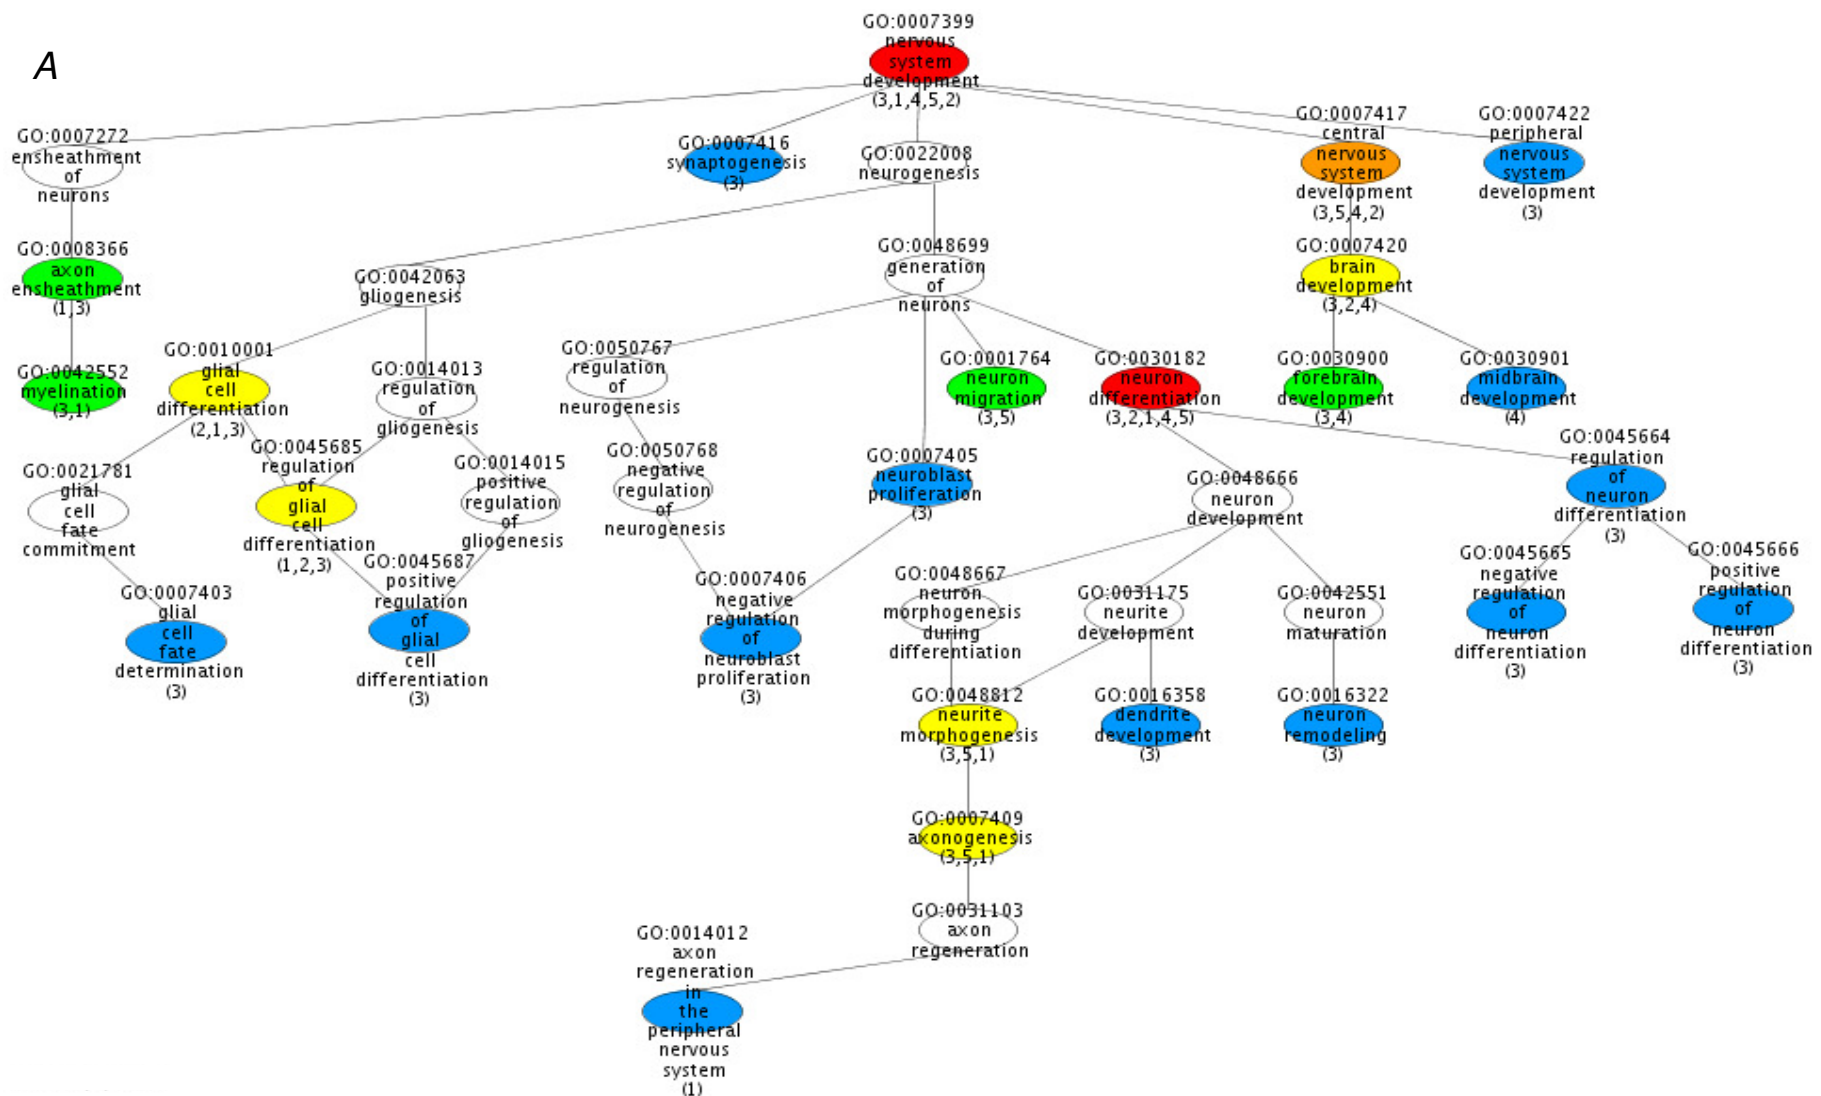 A
GO:0007399
nervous
system
development
(3,1,4,5,2)
GO:0007272
ensheathment
of
neurons
GO:0007416
synaptogenesis
(3)
GO:0022008
neurogenesis
GO:0007417
central
nervous
system
development
(3,5,4,2)
GO:0007422
peripheral
nervous
system
development
(3)
GO:0008366
axon
ensheathment
(1,3)
GO:0042063
gliogenesis
GO:0048699
generation
of
neurons
GO:0007420
brain
development
(3,2,4)
GO:0042552
myelination
(3,1)
GO:0010001
glial
cell
differentiation
(2,1,3)
GO:0014013
regulation
of
gliogenesis
GO:0050767
regulation
of
neurogenesis
GO:0001764
neuron
migration
(3,5)
GO:0030182
neuron
differentiation
(3,2,1,4,5)
GO:0030900
forebrain
development
(3,4)
GO:0030901
midbrain
development
(4)
GO:0021781
glial
cell
fate
commitment
GO:0045685
regulation
of
glial
cell
differentiation
(1,2,3)
GO:0014015
positive
regulation
of
gliogenesis
GO:0050768
negative
regulation
of
neurogenesis
GO:0007405
neuroblast
proliferation
(3)
GO:0048666
neuron
development
GO:0045664
regulation
of
neuron
differentiation
(3)
GO:0007403
glial
cell
fate
determination
(3)
GO:0045687
positive
regulation
of
glial
cell
differentiation
(3)
GO:0007406
negative
regulation
of
neuroblast
proliferation
(3)
GO:0048667
neuron
morphogenesis
during
differentiation
GO:0031175
neurite
development
GO:0042551
neuron
maturation
GO:0045665
negative
regulation
of
neuron
differentiation
(3)
GO:0045666
positive
regulation
of
neuron
differentiation
(3)
GO:0048812
neurite
morphogenesis
(3,5,1)
GO:0016358
dendrite
development
(3)
GO:0016322
neuron
remodeling
(3)
GO:0007409
axonogenesis
(3,5,1)
GO:0031103
axon
regeneration
GO:0014012
axon
regeneration
in
the
peripheral
nervous
system
(1)